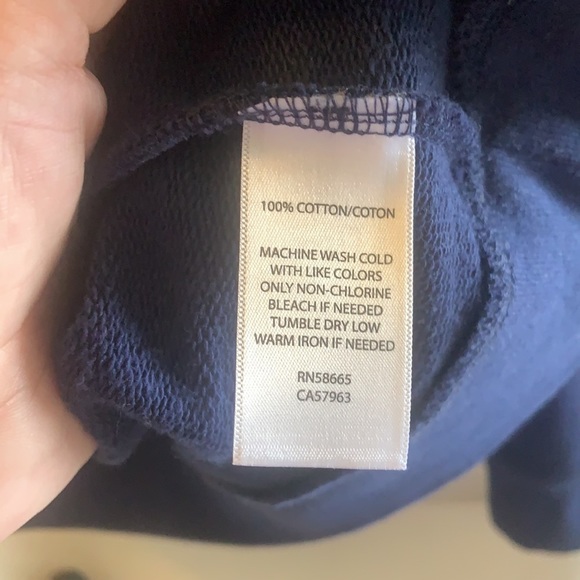 100% COTTON/COTON
MACHINE WASH COLD
WITH LIKE COLORS
ONLY NON-CHLORINE
BLEACH IF NEEDED
TUMBLE DRY LOW
WARM IRON IF NEEDED
RN58665
CA57963